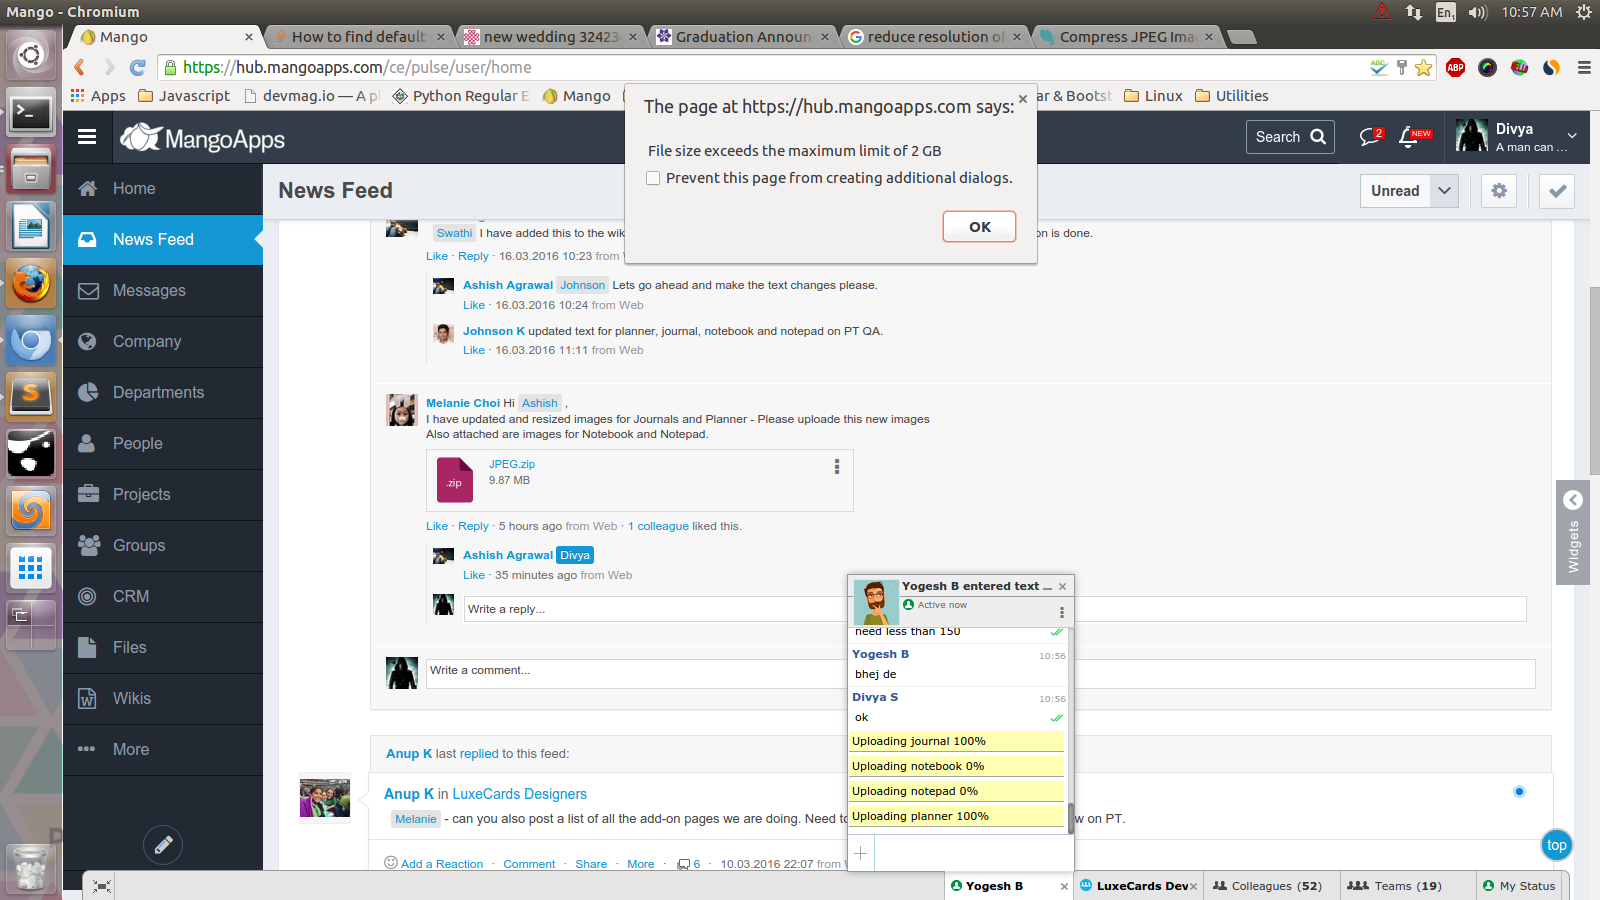 Mango - Chromium
En1
10:57 AM
Mango
How to find default
new wedding 32423
Graduation Announ
reduce resolution of
Compress JPEG Ima
https://hub.mangoapps.com/ce/pulse/user/home
ABC
ABP
Apps
Javascript
devmag.io — A pl
Python Regular E
Mango
ar & Bootst
Linux
Utilities
The page at https://hub.mangoapps.com says:
File size exceeds the maximum limit of 2 GB
Prevent this page from creating additional dialogs.
OK
MangoApps
Search
2
NEW
Divya
A man can ...
Home
News Feed
Messages
Company
Departments
People
Projects
Groups
CRM
Files
Wikis
More
News Feed
Unread
Swathi I have added this to the wik
on is done.
Like · Reply · 16.03.2016 10:23 from
Ashish Agrawal Johnson Lets go ahead and make the text changes please.
Like · 16.03.2016 10:24 from Web
Johnson K updated text for planner, journal, notebook and notepad on PT QA.
Like · 16.03.2016 11:11 from Web
Melanie Choi Hi Ashish ,
I have updated and resized images for Journals and Planner - Please uploade this new images
Also attached are images for Notebook and Notepad.
.zip
JPEG.zip
9.87 MB
Like · Reply · 5 hours ago from Web · 1 colleague liked this.
Ashish Agrawal Divya
Like · 35 minutes ago from Web
Write a reply...
Write a comment...
Widgets
Anup K last replied to this feed:
Anup K in LuxeCards Designers
Melanie - can you also post a list of all the add-on pages we are doing. Need to
w on PT.
Add a Reaction · Comment · Share · More · 6 · 10.03.2016 22:07 from
Yogesh B entered text ...
Active now
need less than 150
Yogesh B 10:56
bhej de
Divya S 10:56
ok
Uploading journal 100%
Uploading notebook 0%
Uploading notepad 0%
Uploading planner 100%
top
Yogesh B
LuxeCards Dev
Colleagues (52)
Teams (19)
My Status